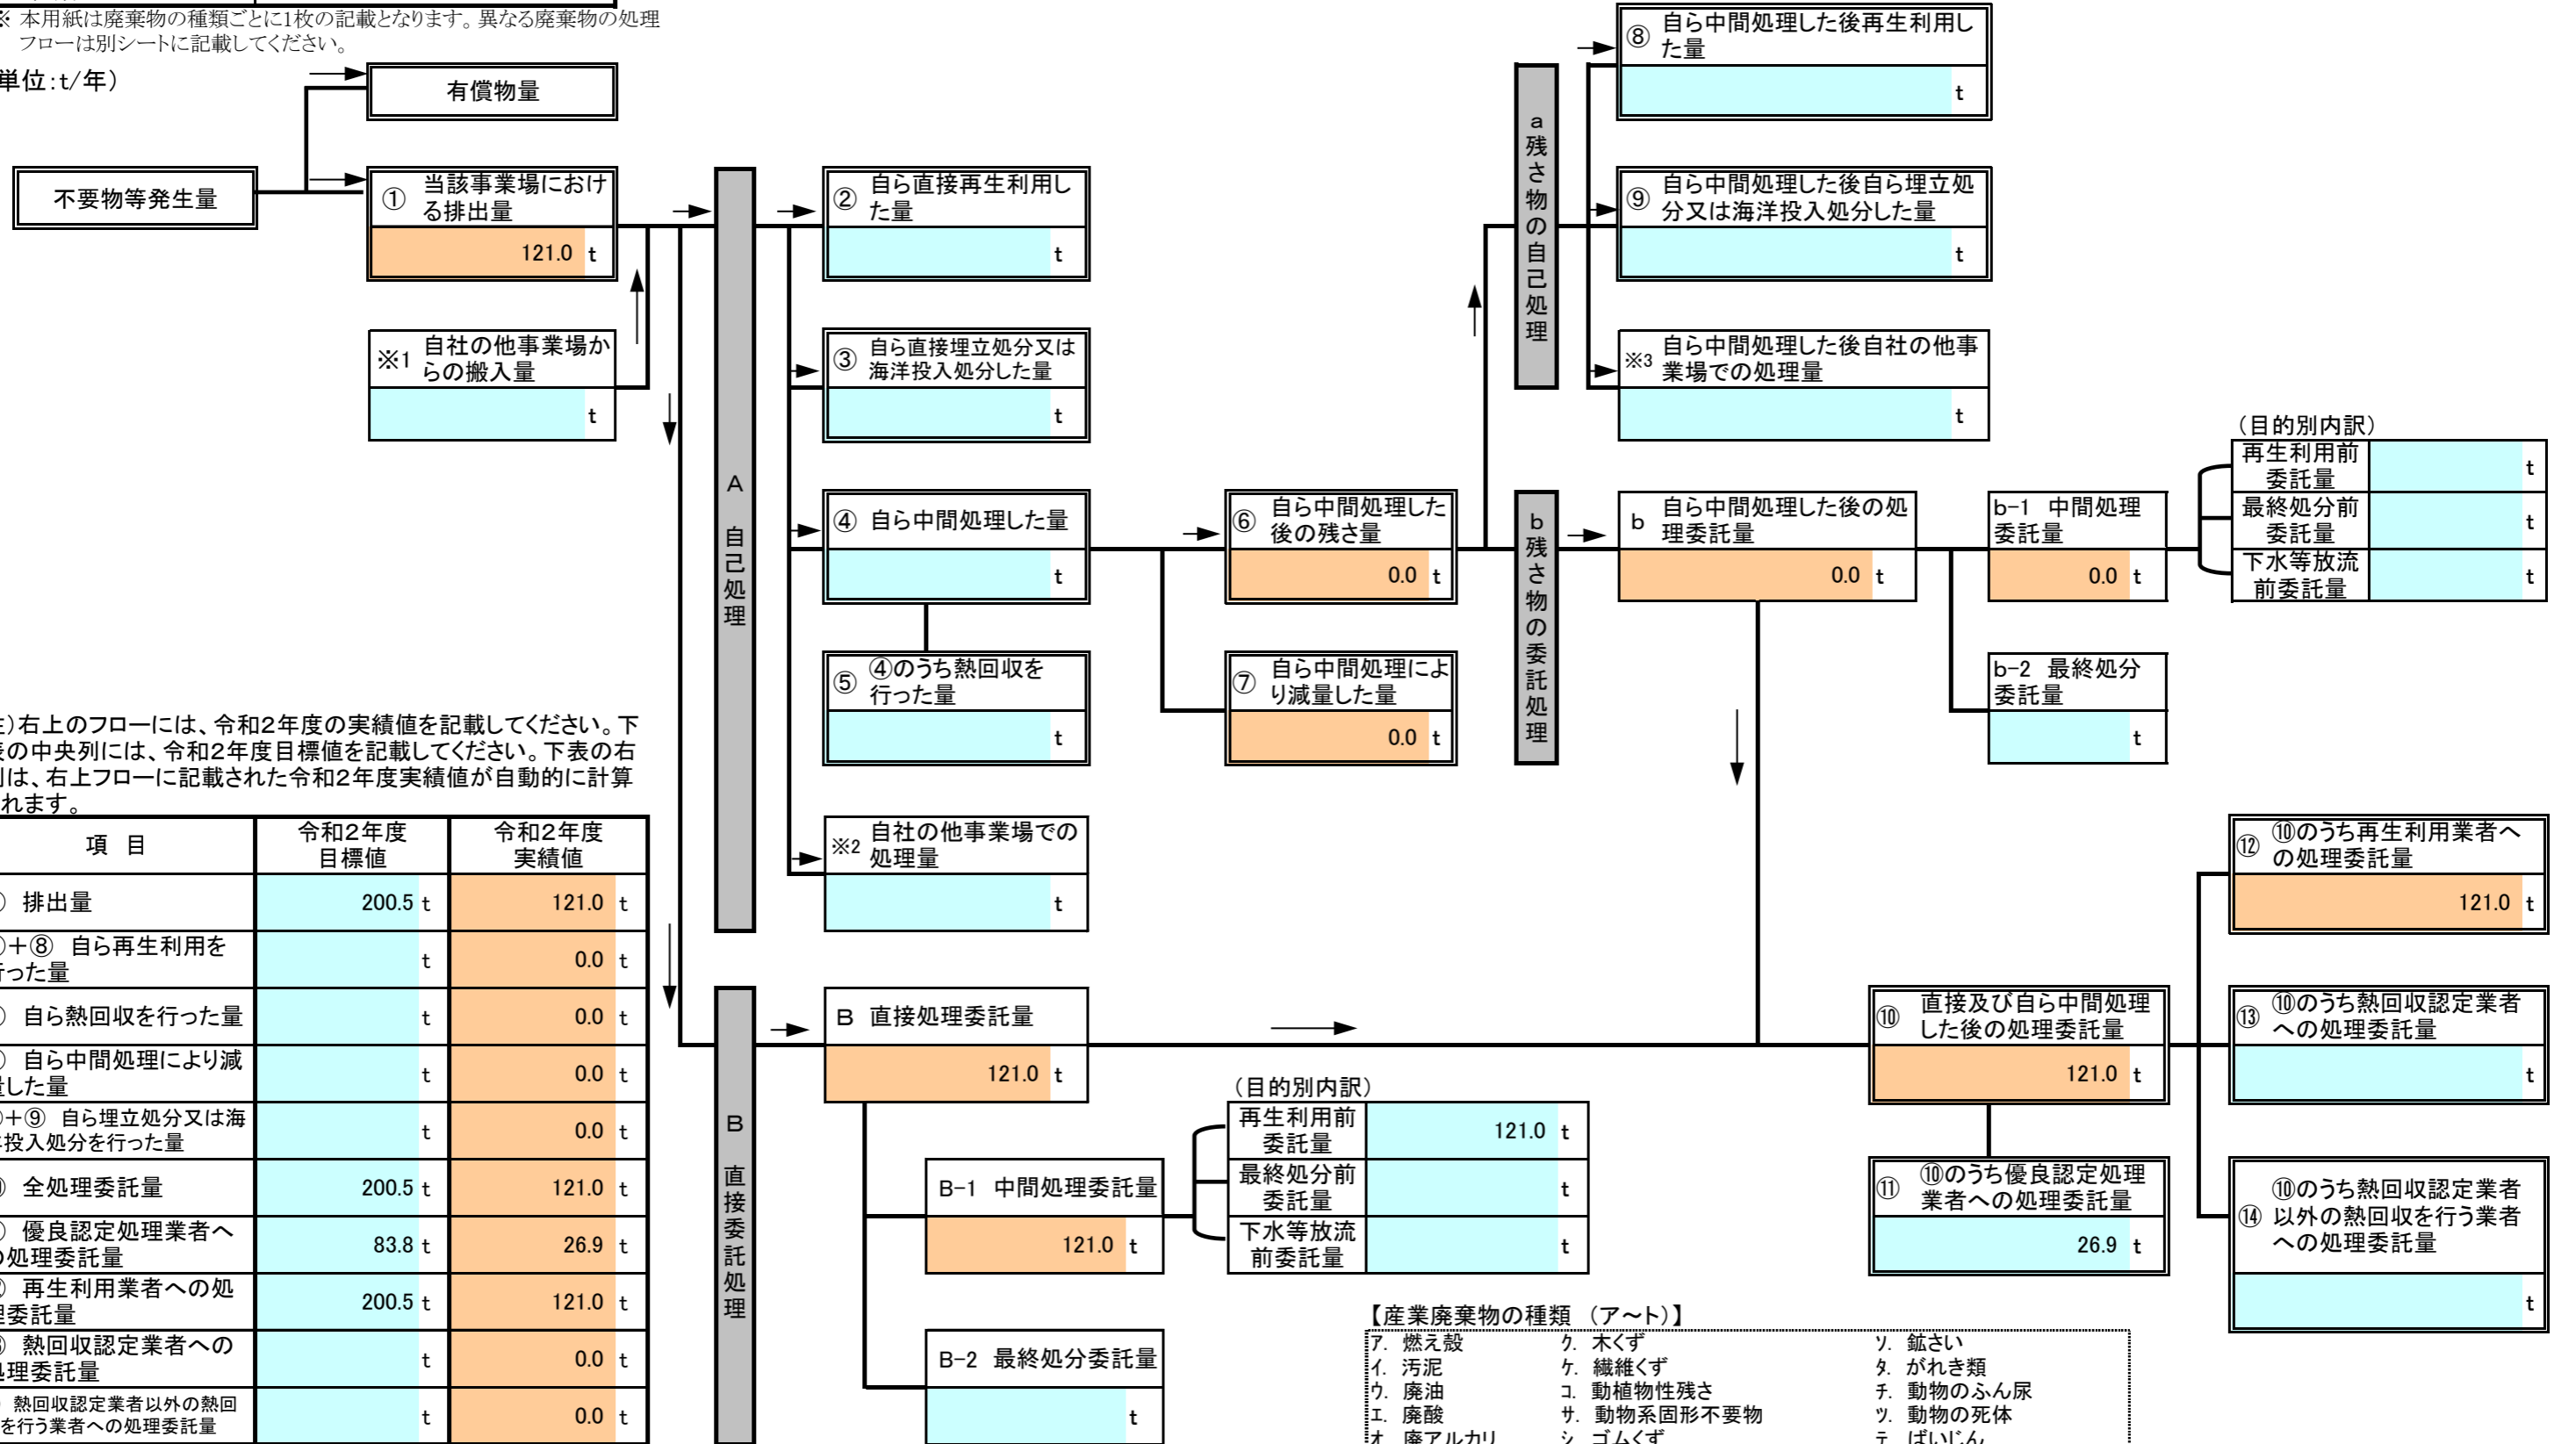 ※ 本用紙は廃棄物の種類ごとに1枚の記載となります。異なる廃棄物の処理
フローは別シートに記載してください。
単位:t/年)
有償物量
不要物等発生量
① 当該事業場におけ
る排出量
121.0 t
※1 自社の他事業場か
らの搬入量
t
A 自己処理
② 自ら直接再生利用し
た量
t
③ 自ら直接埋立処分又は
海洋投入処分した量
t
④ 自ら中間処理した量
t
⑤ ④のうち熱回収を
行った量
t
※2 自社の他事業場での
処理量
t
⑥ 自ら中間処理した
後の残さ量
0.0 t
⑦ 自ら中間処理によ
り減量した量
0.0 t
a残さ物の自己処理
⑧ 自ら中間処理した後再生利用し
た量
t
⑨ 自ら中間処理した後自ら埋立処
分又は海洋投入処分した量
t
※3 自ら中間処理した後自社の他事
業場での処理量
t
b残さ物の委託処理
b 自ら中間処理した後の処
理委託量
0.0 t
b-1 中間処理
委託量
0.0 t
b-2 最終処分
委託量
t
(目的別内訳)
再生利用前
委託量
t
最終処分前
委託量
t
下水等放流
前委託量
t
)右上のフローには、令和2年度の実績値を記載してください。下
の中央列には、令和2年度目標値を記載してください。下表の右
は、右上フローに記載された令和2年度実績値が自動的に計算
れます。
項 目 令和2年度
目標値 令和2年度
実績値
) 排出量 200.5 t 121.0 t
)+⑧ 自ら再生利用を
行った量 t 0.0 t
) 自ら熱回収を行った量 t 0.0 t
) 自ら中間処理により減
量した量 t 0.0 t
)+⑨ 自ら埋立処分又は海
洋投入処分を行った量 t 0.0 t
) 全処理委託量 200.5 t 121.0 t
) 優良認定処理業者へ
の処理委託量 83.8 t 26.9 t
) 再生利用業者への処
理委託量 200.5 t 121.0 t
) 熱回収認定業者への
処理委託量 t 0.0 t
熱回収認定業者以外の熱回
を行う業者への処理委託量 t 0.0 t
B 直接委託処理
B 直接処理委託量
121.0 t
B-1 中間処理委託量
121.0 t
B-2 最終処分委託量
t
(目的別内訳)
再生利用前
委託量
121.0 t
最終処分前
委託量
t
下水等放流
前委託量
t
⑩ 直接及び自ら中間処理
した後の処理委託量
121.0 t
⑪ ⑩のうち優良認定処理
業者への処理委託量
26.9 t
⑫ ⑩のうち再生利用業者へ
の処理委託量
121.0 t
⑬ ⑩のうち熱回収認定業者
への処理委託量
t
⑭ ⑩のうち熱回収認定業者
以外の熱回収を行う業者
への処理委託量
t
【産業廃棄物の種類 (ア~ト)】
ア. 燃え殻 ク. 木くず ソ. 鉱さい
イ. 汚泥 ケ. 繊維くず タ. がれき類
ウ. 廃油 コ. 動植物性残さ チ. 動物のふん尿
エ. 廃酸 サ. 動物系固形不要物 ツ. 動物の死体
オ. 廃アルカリ シ. ゴムくず テ. ばいじん